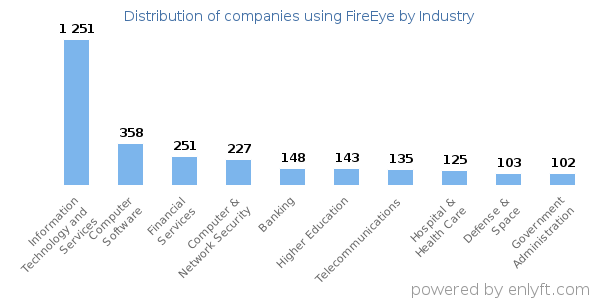 Distribution of companies using FireEye by Industry
1 251
358
251
227
148
143
135
125
103
102
Information
Technology and
Services
Computer
Software
Financial
Services
Computer &
Network Security
Banking
Higher Education
Telecommunications
Hospital &
Health Care
Defense &
Space
Government
Administration
powered by enlyft.com